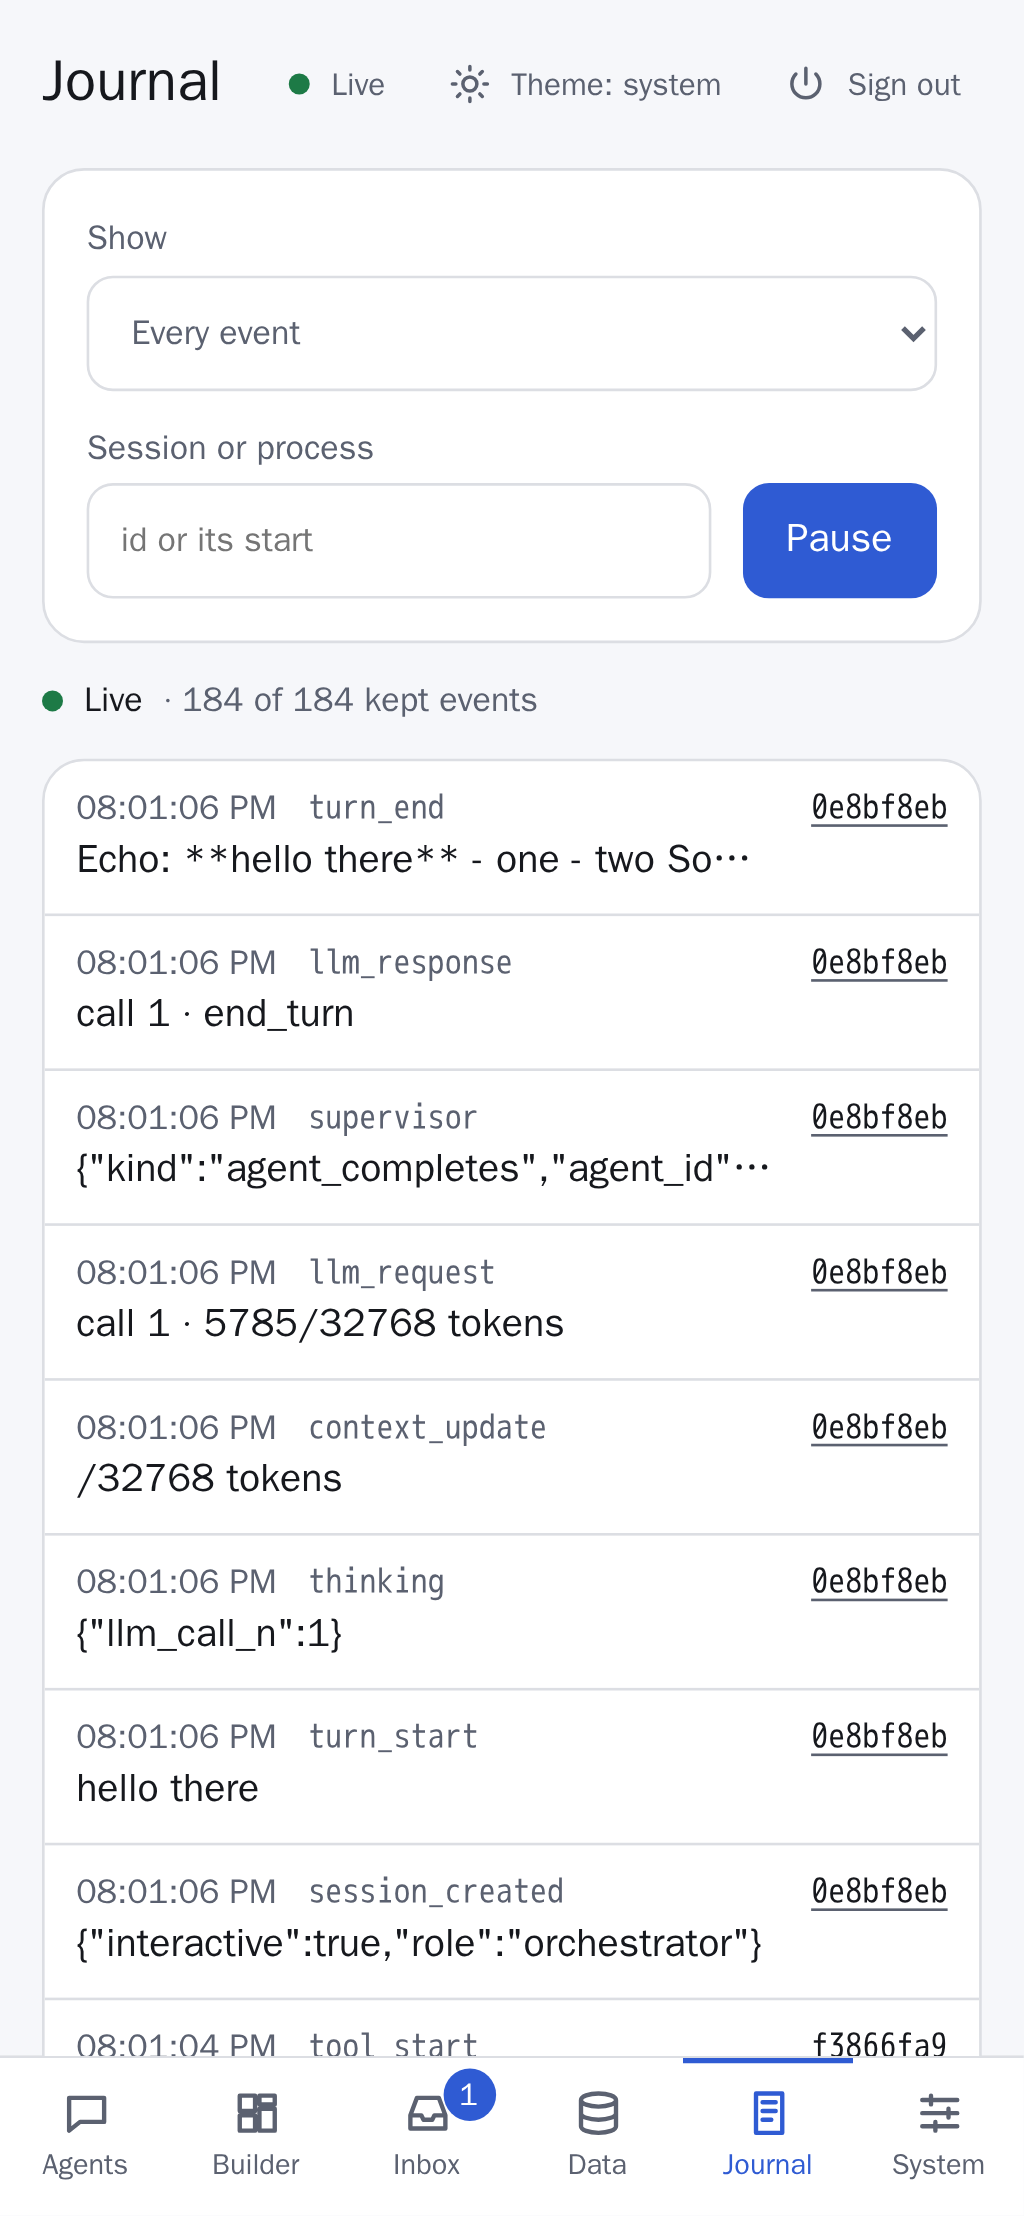 Journal Live Theme: system Sign out
Show
Every event
Session or process
id or its start Pause
Live · 184 of 184 kept events
08:01:06 PM turn_end 0e8bf8eb
Echo: **hello there** - one - two So…
08:01:06 PM llm_response 0e8bf8eb
call 1 · end_turn
08:01:06 PM supervisor 0e8bf8eb
{"kind":"agent_completes","agent_id"…
08:01:06 PM llm_request 0e8bf8eb
call 1 · 5785/32768 tokens
08:01:06 PM context_update 0e8bf8eb
/32768 tokens
08:01:06 PM thinking 0e8bf8eb
{"llm_call_n":1}
08:01:06 PM turn_start 0e8bf8eb
hello there
08:01:06 PM session_created 0e8bf8eb
{"interactive":true,"role":"orchestrator"}
08:01:04 PM tool_start f3866fa9
1
Agents Builder Inbox Data Journal System